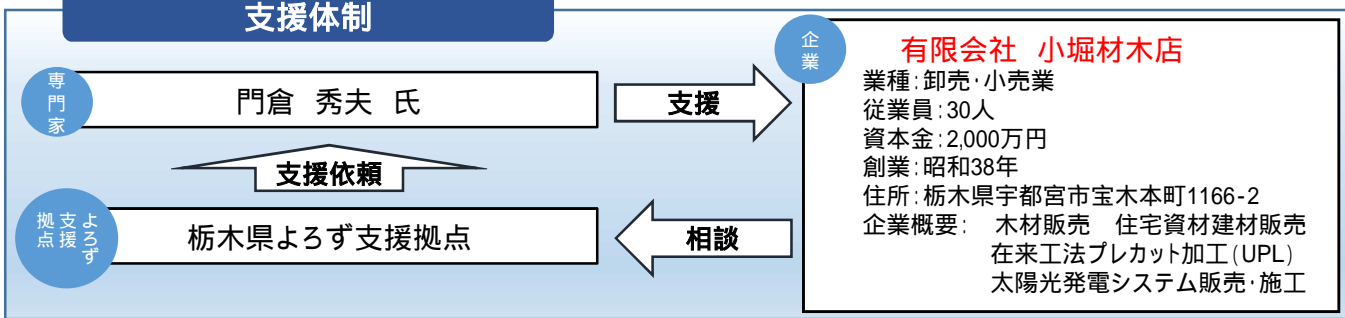 支援体制
専門家
門倉 秀夫 氏
支援
支援依頼
よろず支援拠点
栃木県よろず支援拠点
相談
企業
有限会社 小堀材木店
業種:卸売・小売業
従業員:30人
資本金:2,000万円
創業:昭和38年
住所:栃木県宇都宮市宝木本町1166-2
企業概要: 木材販売 住宅資材建材販売
在来工法プレカット加工(UPL)
太陽光発電システム販売・施工